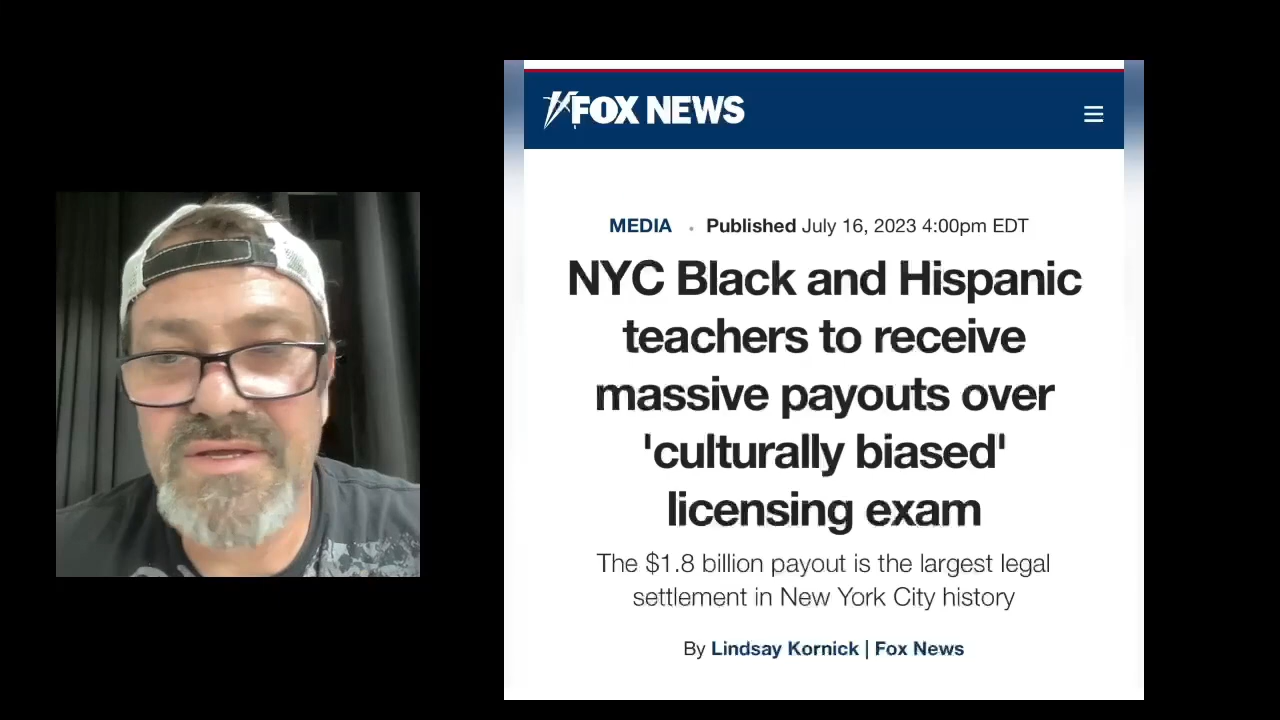 FOX NEWS
MEDIA • Published July 16, 2023 4:00pm EDT
NYC Black and Hispanic
teachers to receive
massive payouts over
'culturally biased'
licensing exam
The $1.8 billion payout is the largest legal
settlement in New York City history
By Lindsay Kornick | Fox News